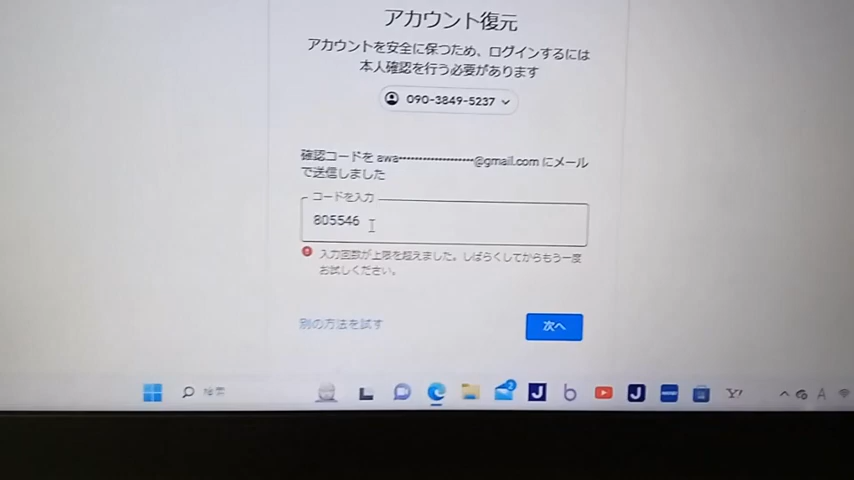 アカウント復元
アカウントを安全に保つため、ログインするには
本人確認を行う必要があります
090-3849-5237
確認コードを awa••••••••••••••••••••@gmail.com にメール
で送信しました
コードを入力
805546
入力回数が上限を超えました。しばらくしてからもう一度
お試しください。
別の方法を試す
次へ
検索
2
J
b
J
Y!
A